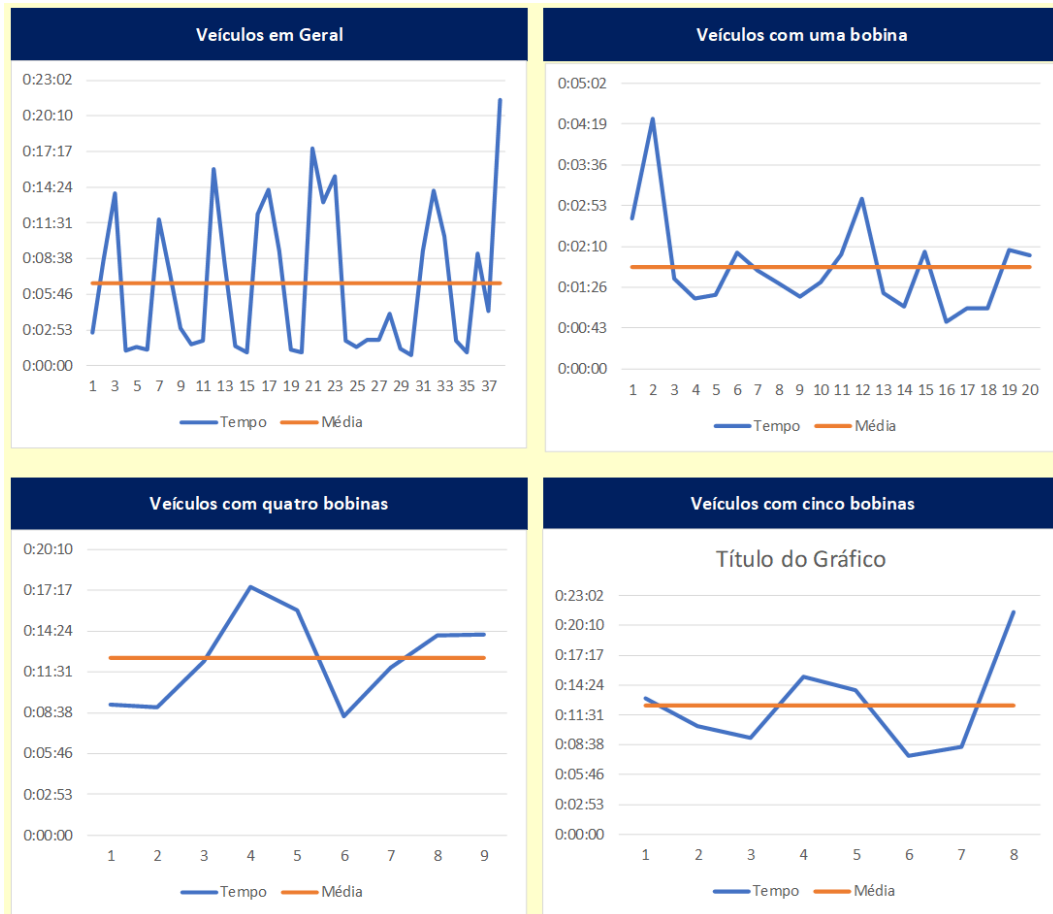 Veículos em Geral
0:23:02
0:20:10
0:17:17
0:14:24
0:11:31
0:08:38
0:05:46
0:02:53
0:00:00
1 3 5 7 9 11 13 15 17 19 21 23 25 27 29 31 33 35 37
Tempo Média
Veículos com uma bobina
0:05:02
0:04:19
0:03:36
0:02:53
0:02:10
0:01:26
0:00:43
0:00:00
1 2 3 4 5 6 7 8 9 10 11 12 13 14 15 16 17 18 19 20
Tempo Média
Veículos com quatro bobinas
0:20:10
0:17:17
0:14:24
0:11:31
0:08:38
0:05:46
0:02:53
0:00:00
1 2 3 4 5 6 7 8 9
Tempo Média
Veículos com cinco bobinas
Título do Gráfico
0:23:02
0:20:10
0:17:17
0:14:24
0:11:31
0:08:38
0:05:46
0:02:53
0:00:00
1 2 3 4 5 6 7 8
Tempo Média